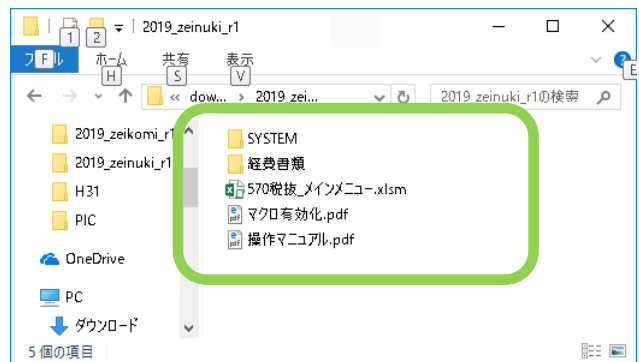 2019_zeinuki_r1
1
2
ファイル ホーム 共有 表示
F H S V E
« dow... › 2019_zei... 2019_zeinuki_r1の検索
2019_zeikomi_r1
2019_zeinuki_r1
H31
PIC
OneDrive
PC
ダウンロード
SYSTEM
経費書類
570税抜_メインメニュー.xlsm
マクロ有効化.pdf
操作マニュアル.pdf
5 個の項目